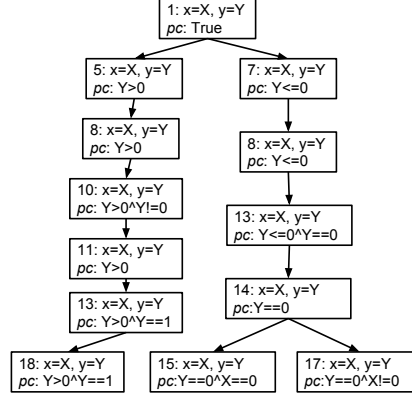 1: x=X, y=Y
pc: True
5: x=X, y=Y
pc: Y>0
7: x=X, y=Y
pc: Y<=0
8: x=X, y=Y
pc: Y>0
8: x=X, y=Y
pc: Y<=0
10: x=X, y=Y
pc: Y>0^Y!=0
13: x=X, y=Y
pc: Y<=0^Y==0
11: x=X, y=Y
pc: Y>0
14: x=X, y=Y
pc:Y==0
13: x=X, y=Y
pc: Y>0^Y==1
18: x=X, y=Y
pc: Y>0^Y==1
15: x=X, y=Y
pc:Y==0^X==0
17: x=X, y=Y
pc:Y==0^X!=0